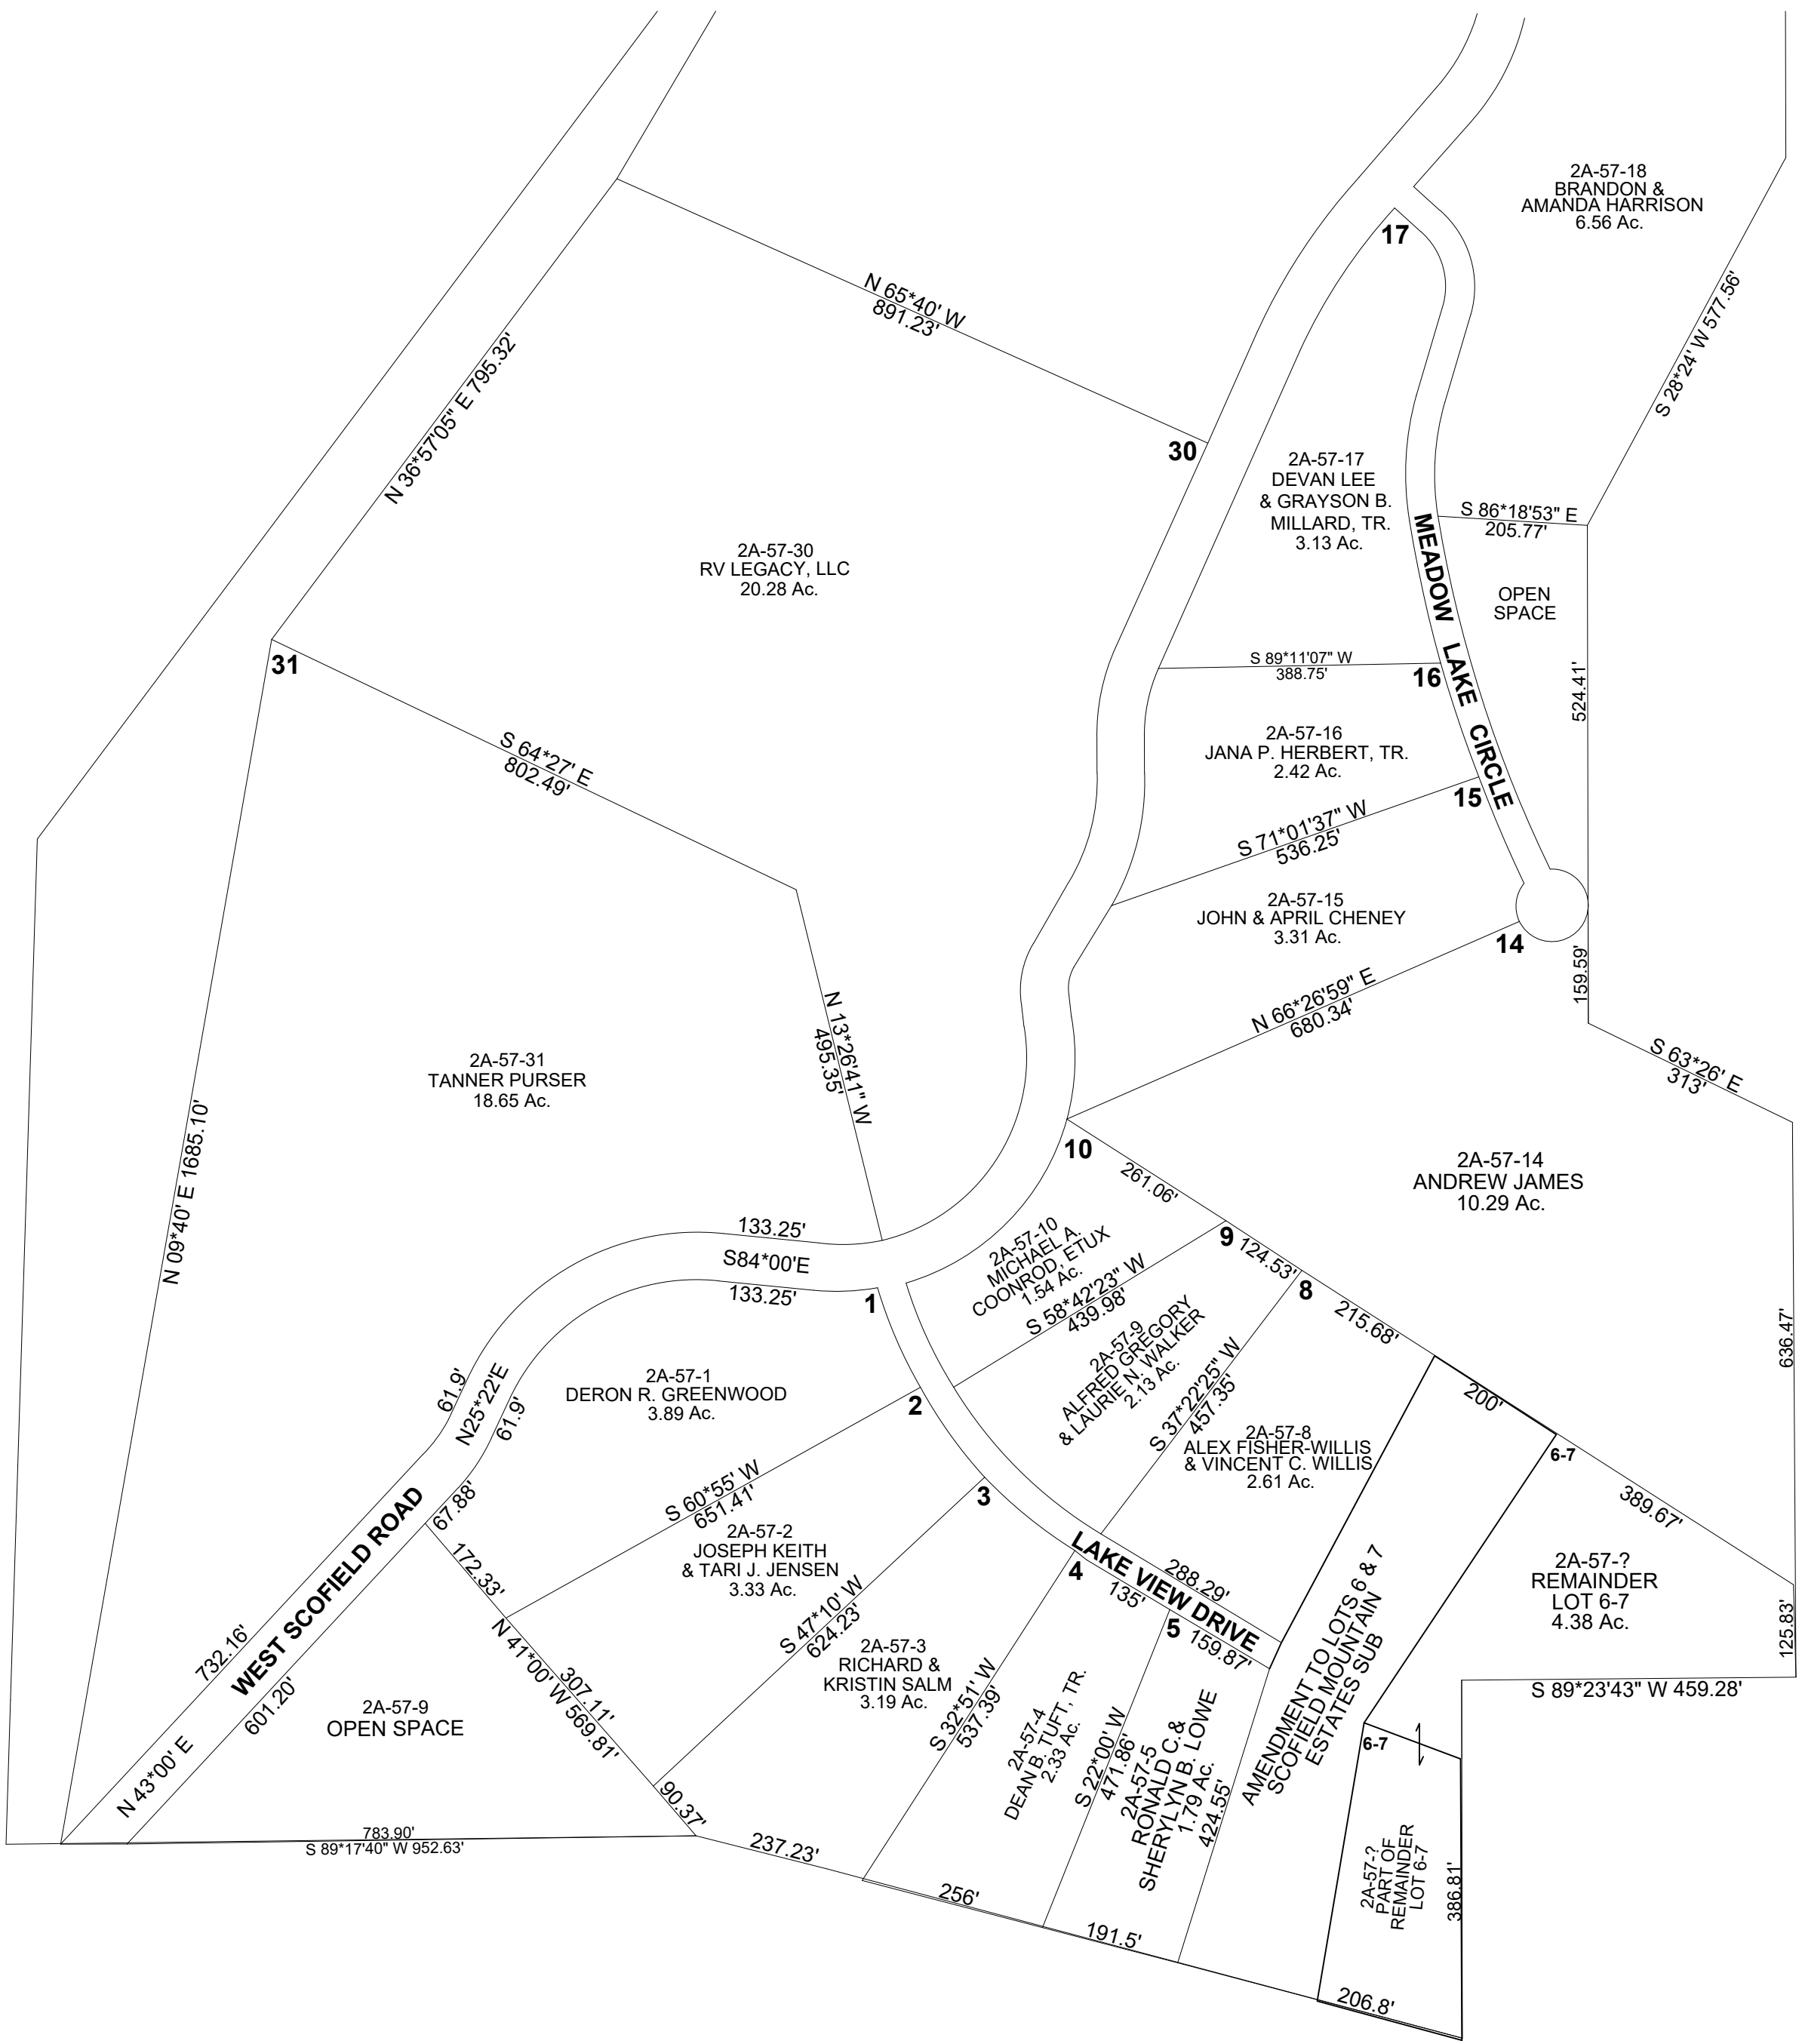 2A-57-18
BRANDON &
AMANDA HARRISON
6.56 Ac.
17
S 28*24' W 577.56'
N 65*40' W
891.23'
N 36*57'05" E 795.32'
30
2A-57-17
DEVAN LEE
& GRAYSON B.
MILLARD, TR.
3.13 Ac.
S 86*18'53" E
205.77'
MEADOW LAKE CIRCLE
OPEN
SPACE
2A-57-30
RV LEGACY, LLC
20.28 Ac.
31
S 89*11'07" W
388.75'
16
524.41'
S 64*27' E
802.49'
2A-57-16
JANA P. HERBERT, TR.
2.42 Ac.
15
S 71*01'37" W
536.25'
2A-57-15
JOHN & APRIL CHENEY
3.31 Ac.
14
159.59'
N 66*26'59" E
680.34'
N 13*26'41" W
495.35'
S 63*26' E
313'
2A-57-31
TANNER PURSER
18.65 Ac.
N 09*40' E 1685.10'
10
261.06'
2A-57-14
ANDREW JAMES
10.29 Ac.
133.25'
S84*00'E
133.25'
1
2A-57-10
MICHAEL A.
COONROD, ETUX
1.54 Ac.
9
124.53'
S 58*42'23" W
439.98'
8
215.68'
636.47'
2A-57-9
ALFRED GREGORY
& LAURIE N. WALKER
2.13 Ac.
S 37*22'25" W
457.35'
61.9'
N25*22'E
61.9'
2A-57-1
DERON R. GREENWOOD
3.89 Ac.
2
200'
2A-57-8
ALEX FISHER-WILLIS
& VINCENT C. WILLIS
2.61 Ac.
6-7
S 60*55' W
651.41'
3
389.67'
67.88'
WEST SCOFIELD ROAD
2A-57-2
JOSEPH KEITH
& TARI J. JENSEN
3.33 Ac.
172.33'
LAKE VIEW DRIVE
288.29'
4
135'
5
159.87'
2A-57-?
REMAINDER
LOT 6-7
4.38 Ac.
125.83'
S 47*10' W
624.23'
AMENDMENT TO LOTS 6 & 7
SCOFIELD MOUNTAIN
ESTATES SUB
732.16'
N 41*00' W 569.81'
307.11'
2A-57-3
RICHARD &
KRISTIN SALM
3.19 Ac.
S 32*51' W
537.39'
S 89*23'43" W 459.28'
601.20'
2A-57-9
OPEN SPACE
2A-57-4
DEAN B. TUFT, TR.
2.33 Ac.
S 22*00' W
471.86'
2A-57-5
RONALD C.&
SHERYLYN B. LOWE
1.79 Ac.
424.55'
6-7
N 43*00' E
90.37'
783.90'
S 89*17'40" W 952.63'
237.23'
2A-57-?
PART OF
REMAINDER
LOT 6-7
386.81'
256'
191.5'
206.8'